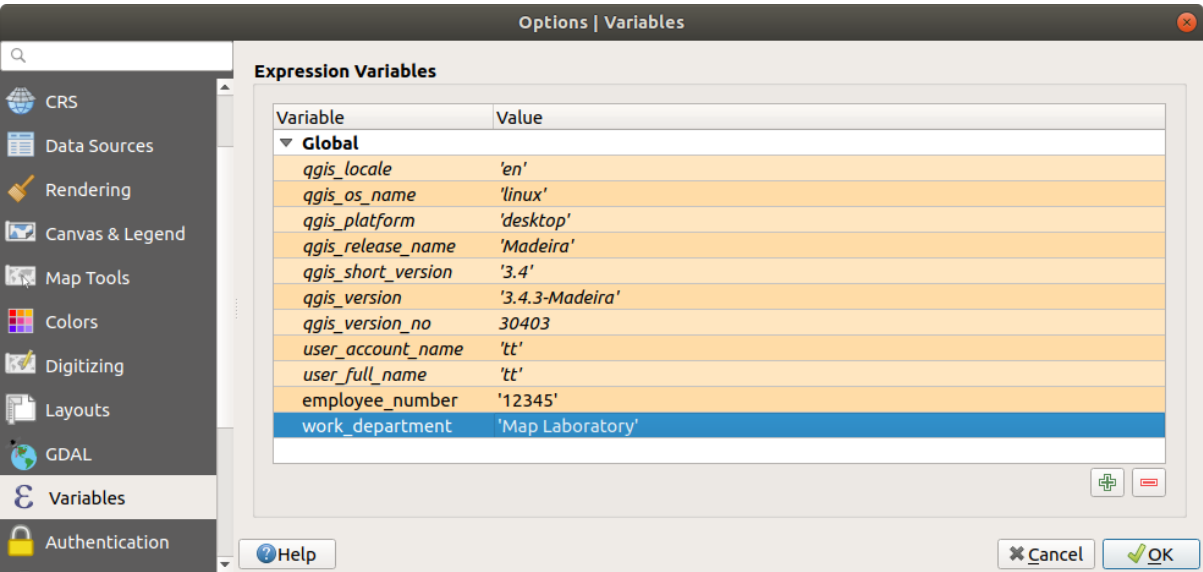 Options | Variables
CRS
Data Sources
Rendering
Canvas & Legend
Map Tools
Colors
Digitizing
Layouts
GDAL
Variables
Authentication
Expression Variables
Variable Value
Global
qgis_locale 'en'
qgis_os_name 'linux'
qgis_platform 'desktop'
qgis_release_name 'Madeira'
qgis_short_version '3.4'
qgis_version '3.4.3-Madeira'
qgis_version_no 30403
user_account_name 'tt'
user_full_name 'tt'
employee_number '12345'
work_department 'Map Laboratory'
Help Cancel OK